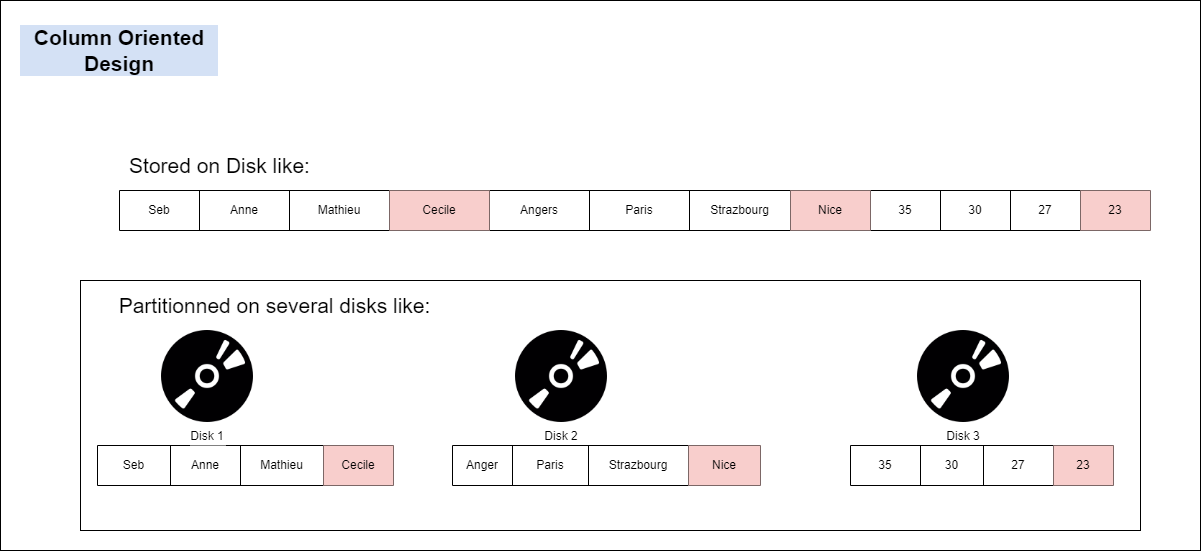 Column Oriented
Design
Stored on Disk like:
Seb Anne Mathieu Cecile Angers Paris Strazbourg Nice 35 30 27 23
Partitionned on several disks like:
Disk 1 Disk 2 Disk 3
Seb Anne Mathieu Cecile Anger Paris Strazbourg Nice 35 30 27 23